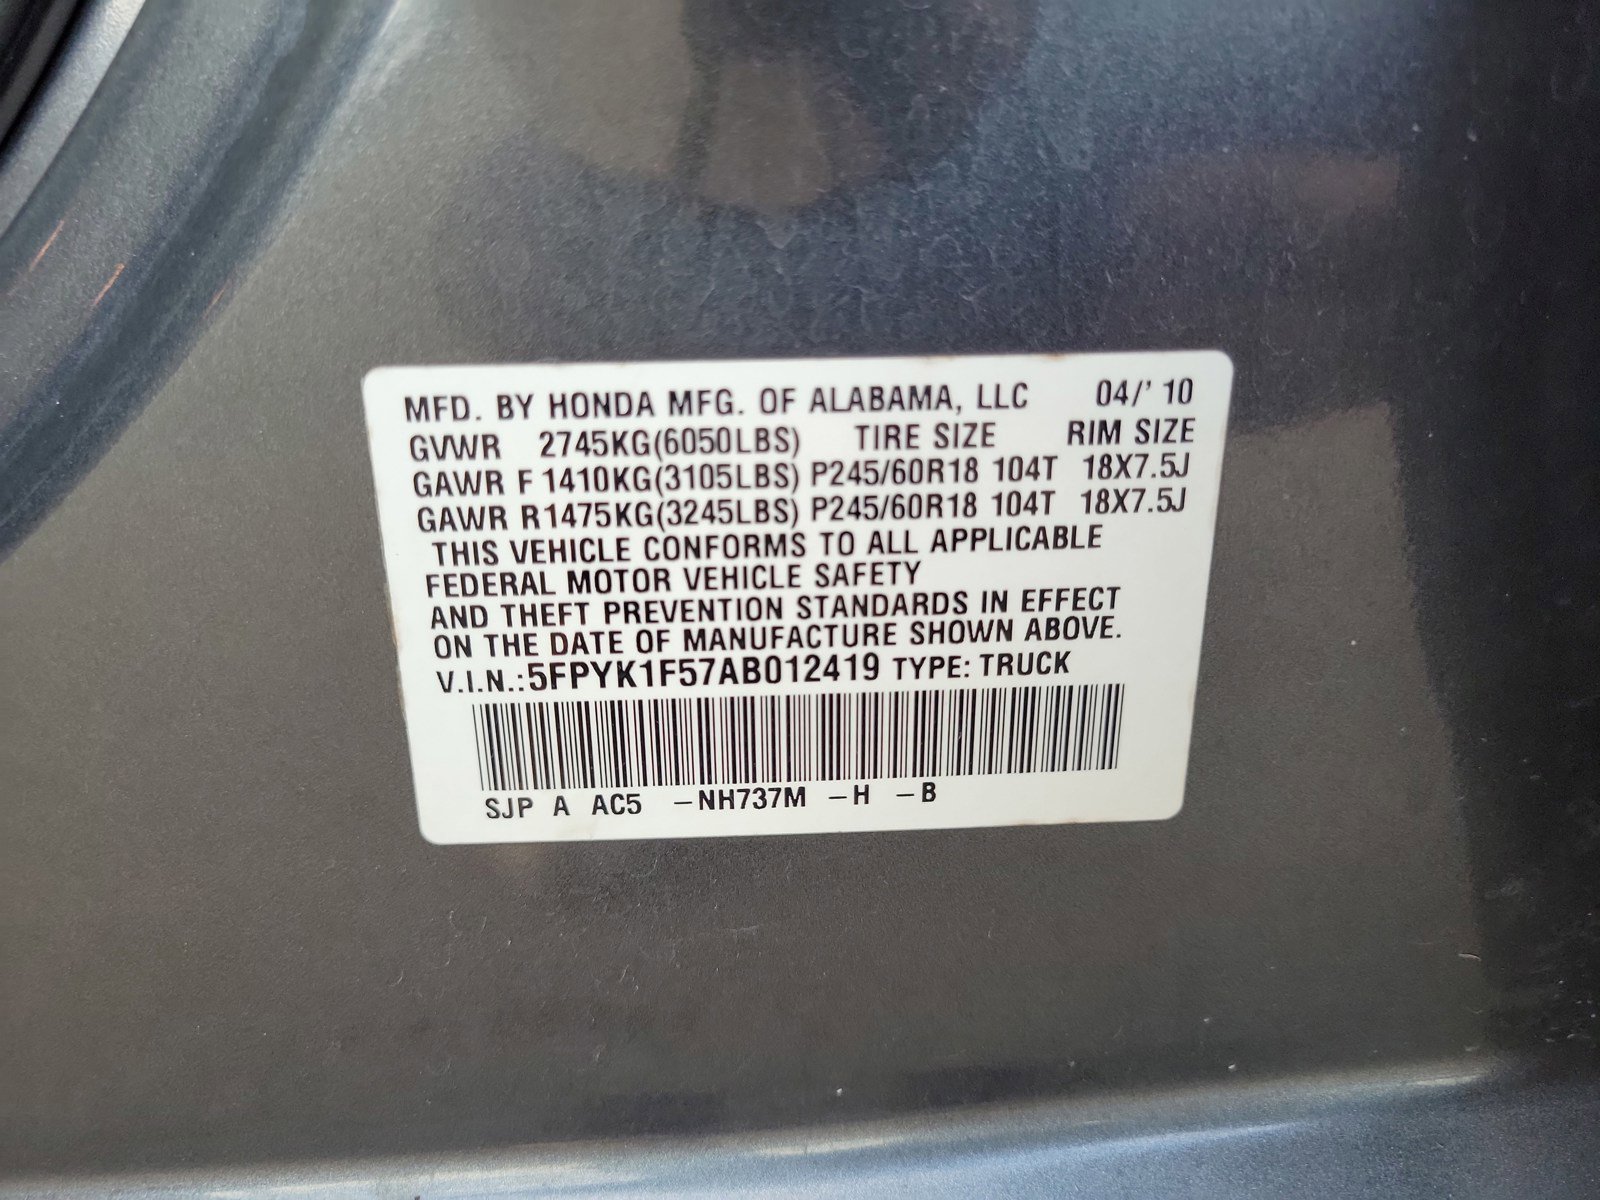 MFD. BY HONDA MFG. OF ALABAMA, LLC 04/' 10
GVWR 2745KG(6050LBS) TIRE SIZE RIM SIZE
GAWR F 1410KG(3105LBS) P245/60R18 104T 18X7.5J
GAWR R1475KG(3245LBS) P245/60R18 104T 18X7.5J
THIS VEHICLE CONFORMS TO ALL APPLICABLE
FEDERAL MOTOR VEHICLE SAFETY
AND THEFT PREVENTION STANDARDS IN EFFECT
ON THE DATE OF MANUFACTURE SHOWN ABOVE.
V.I.N.: 5FPYK1F57AB012419 TYPE: TRUCK
SJP A AC5 –NH737M –H –B